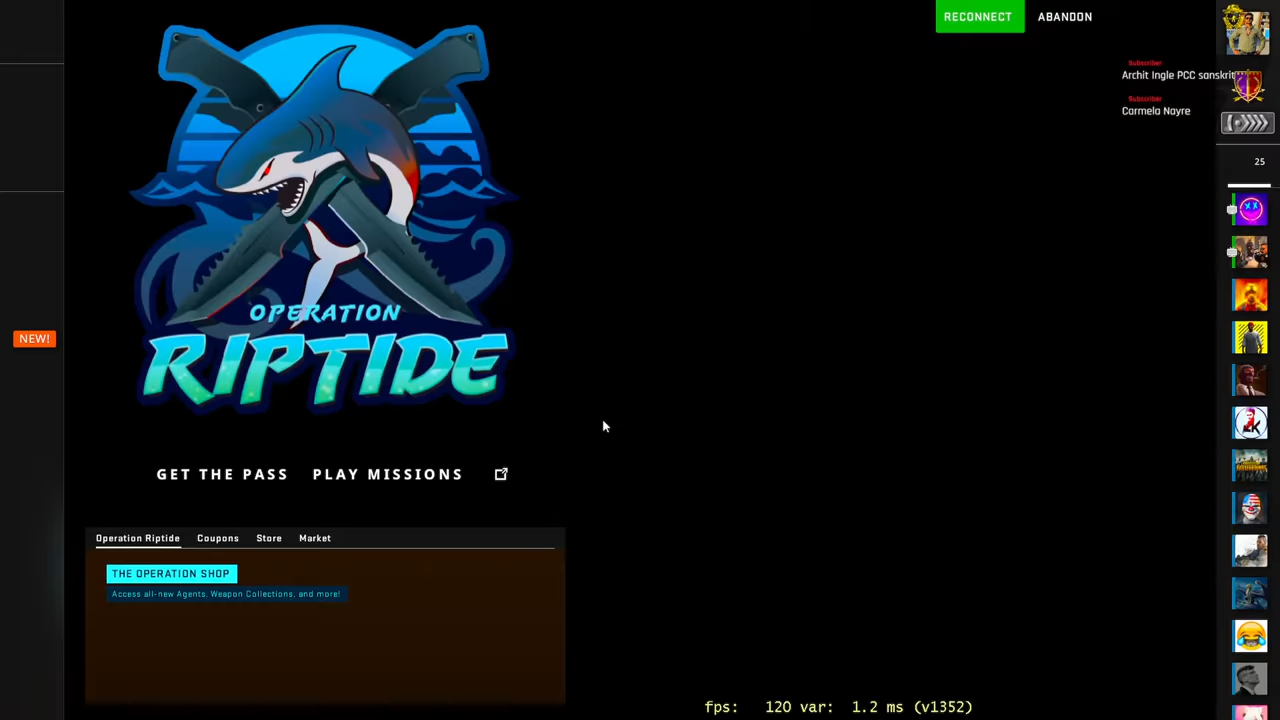 RECONNECT ABANDON
Subscriber
Archit Ingle PCC sanskrit
Subscriber
Carmela Nayre
25
OPERATION
RIPTIDE
NEW!
GET THE PASS PLAY MISSIONS
Operation Riptide Coupons Store Market
THE OPERATION SHOP
Access all-new Agents, Weapon Collections, and more!
fps: 120 var: 1.2 ms (v1352)